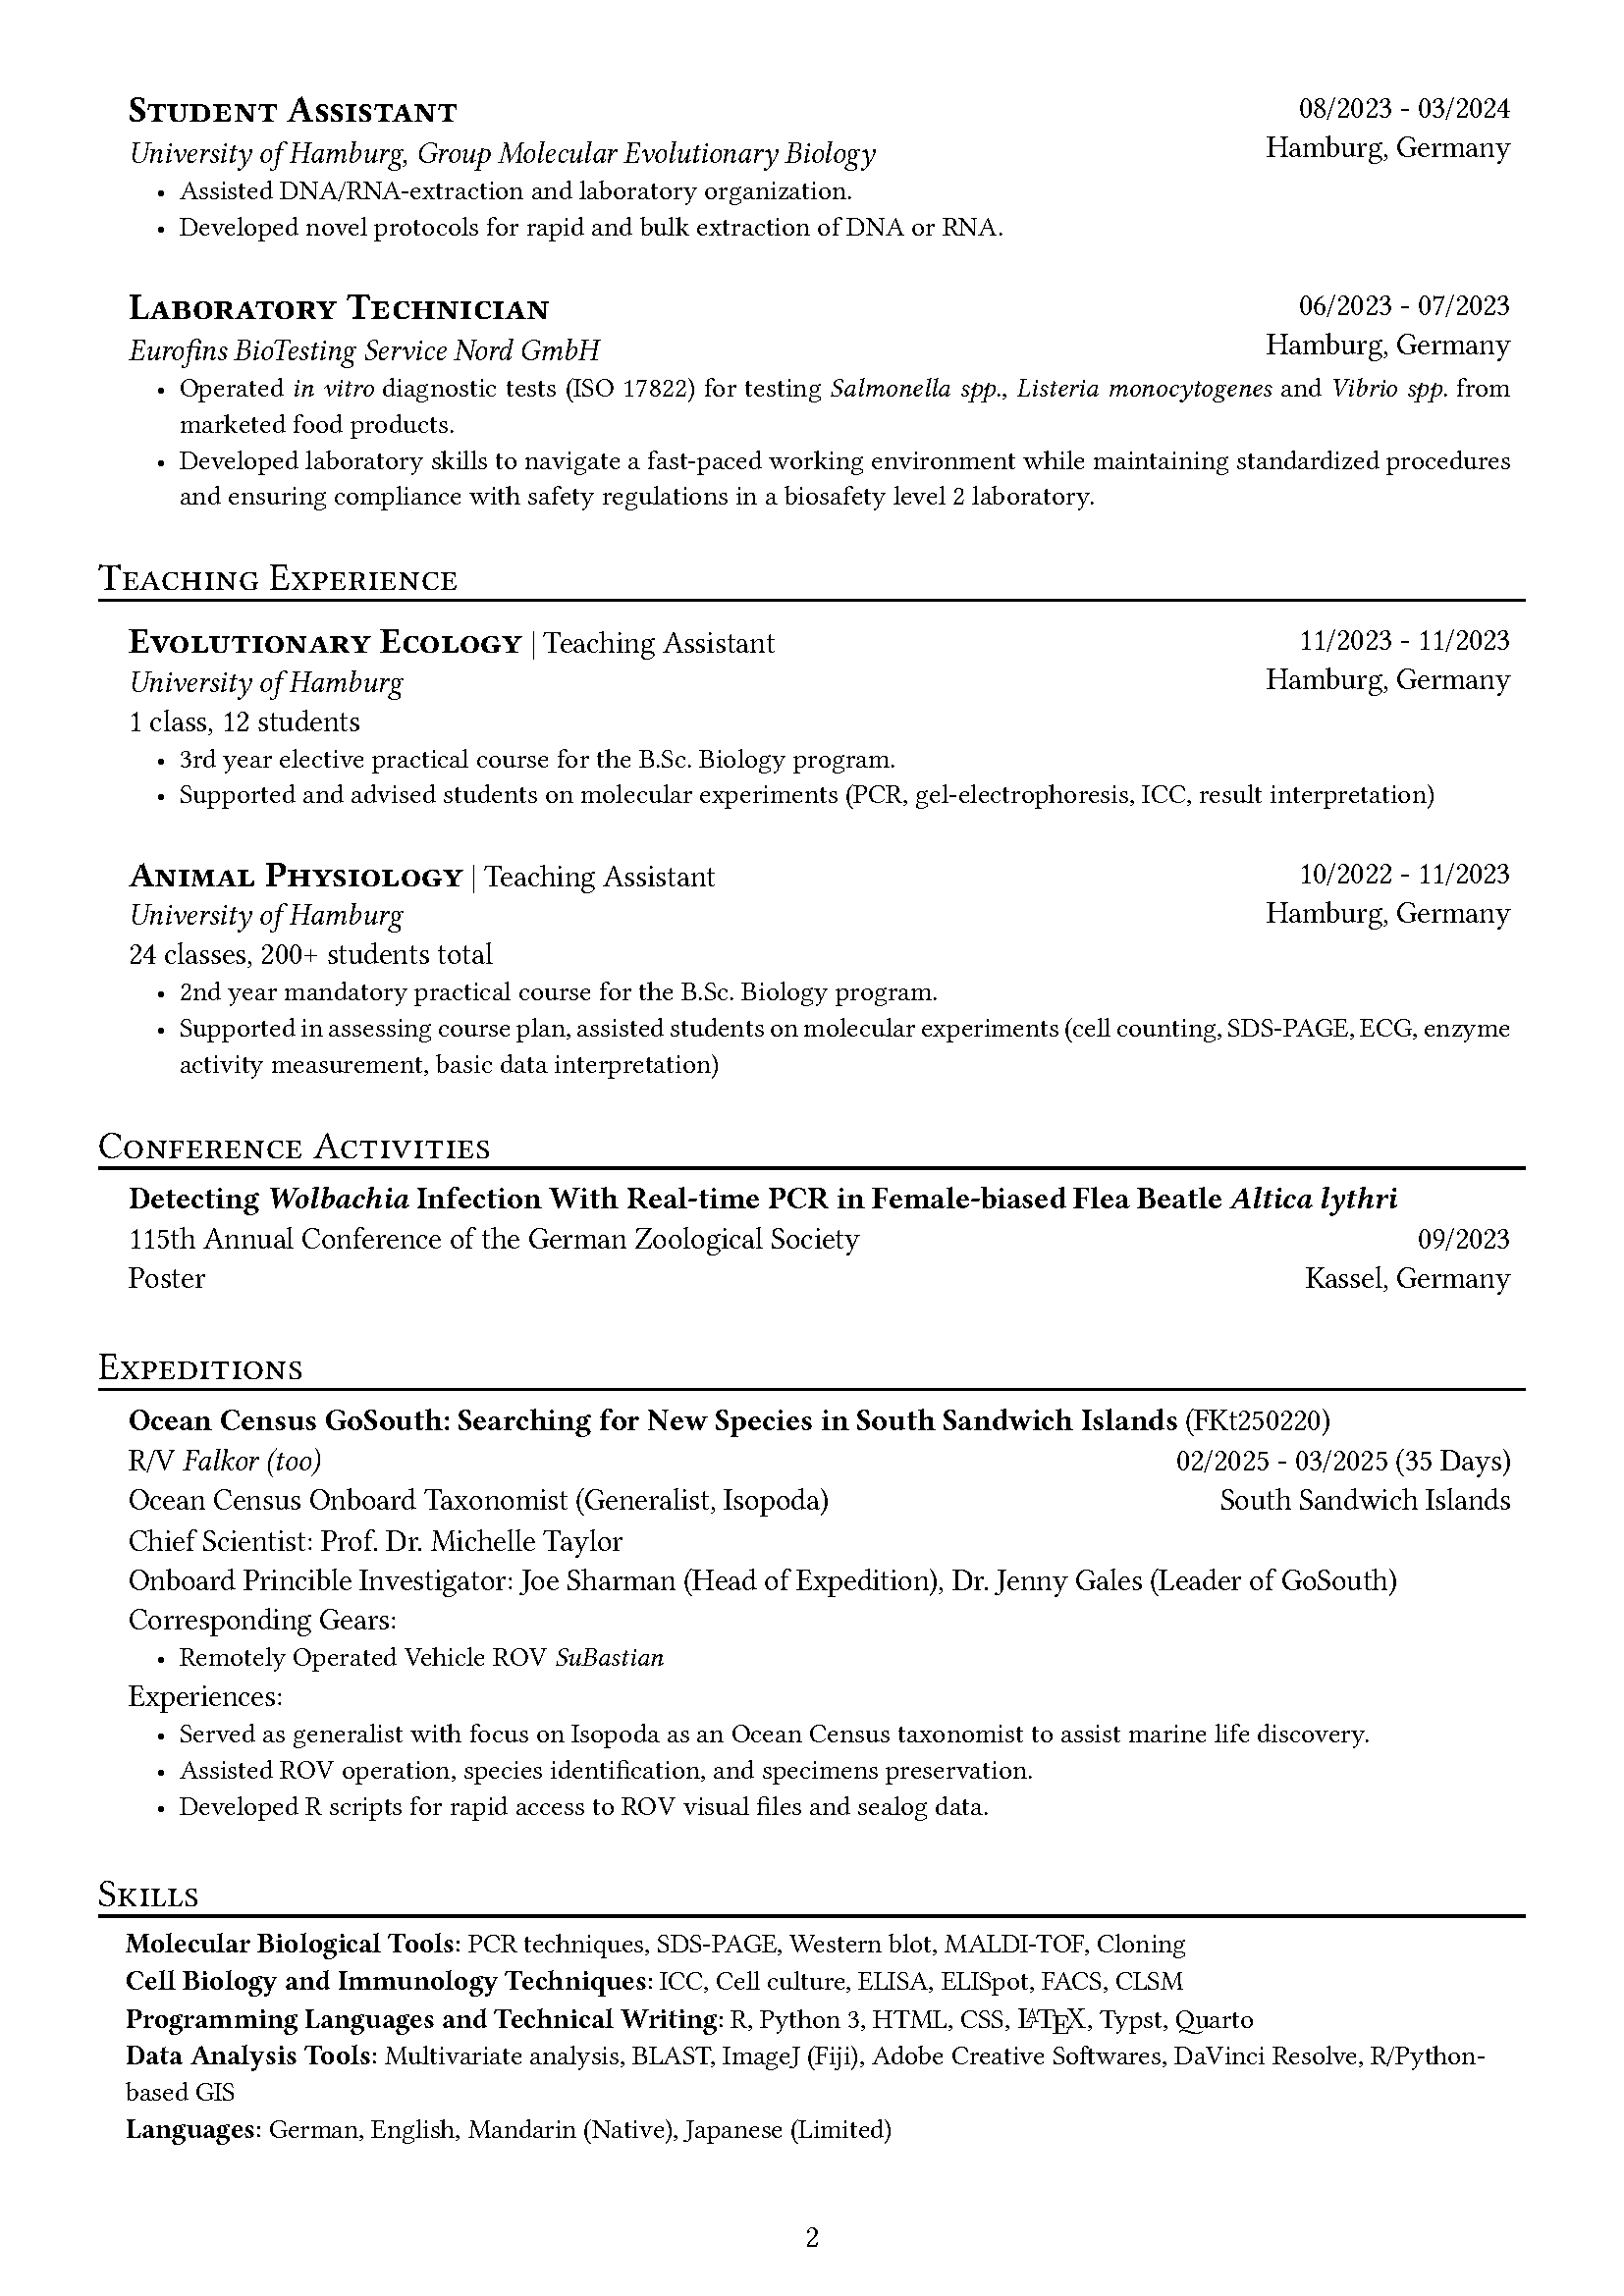 STUDENT ASSISTANT 08/2023 - 03/2024
University of Hamburg, Group Molecular Evolutionary Biology Hamburg, Germany
• Assisted DNA/RNA-extraction and laboratory organization.
• Developed novel protocols for rapid and bulk extraction of DNA or RNA.
LABORATORY TECHNICIAN 06/2023 - 07/2023
Eurofins BioTesting Service Nord GmbH Hamburg, Germany
• Operated in vitro diagnostic tests (ISO 17822) for testing Salmonella spp., Listeria monocytogenes and Vibrio spp. from
marketed food products.
• Developed laboratory skills to navigate a fast-paced working environment while maintaining standardized procedures
and ensuring compliance with safety regulations in a biosafety level 2 laboratory.
TEACHING EXPERIENCE
EVOLUTIONARY ECOLOGY | Teaching Assistant 11/2023 - 11/2023
University of Hamburg Hamburg, Germany
1 class, 12 students
• 3rd year elective practical course for the B.Sc. Biology program.
• Supported and advised students on molecular experiments (PCR, gel-electrophoresis, ICC, result interpretation)
ANIMAL PHYSIOLOGY | Teaching Assistant 10/2022 - 11/2023
University of Hamburg Hamburg, Germany
24 classes, 200+ students total
• 2nd year mandatory practical course for the B.Sc. Biology program.
• Supported in assessing course plan, assisted students on molecular experiments (cell counting, SDS-PAGE, ECG, enzyme
activity measurement, basic data interpretation)
CONFERENCE ACTIVITIES
Detecting Wolbachia Infection With Real-time PCR in Female-biased Flea Beatle Altica lythri
115th Annual Conference of the German Zoological Society 09/2023
Poster Kassel, Germany
EXPEDITIONS
Ocean Census GoSouth: Searching for New Species in South Sandwich Islands (FKt250220)
R/V Falkor (too) 02/2025 - 03/2025 (35 Days)
Ocean Census Onboard Taxonomist (Generalist, Isopoda) South Sandwich Islands
Chief Scientist: Prof. Dr. Michelle Taylor
Onboard Princible Investigator: Joe Sharman (Head of Expedition), Dr. Jenny Gales (Leader of GoSouth)
Corresponding Gears:
• Remotely Operated Vehicle ROV SuBastian
Experiences:
• Served as generalist with focus on Isopoda as an Ocean Census taxonomist to assist marine life discovery.
• Assisted ROV operation, species identification, and specimens preservation.
• Developed R scripts for rapid access to ROV visual files and sealog data.
SKILLS
Molecular Biological Tools: PCR techniques, SDS-PAGE, Western blot, MALDI-TOF, Cloning
Cell Biology and Immunology Techniques: ICC, Cell culture, ELISA, ELISpot, FACS, CLSM
Programming Languages and Technical Writing: R, Python 3, HTML, CSS, LATEX, Typst, Quarto
Data Analysis Tools: Multivariate analysis, BLAST, ImageJ (Fiji), Adobe Creative Softwares, DaVinci Resolve, R/Python-
based GIS
Languages: German, English, Mandarin (Native), Japanese (Limited)
2